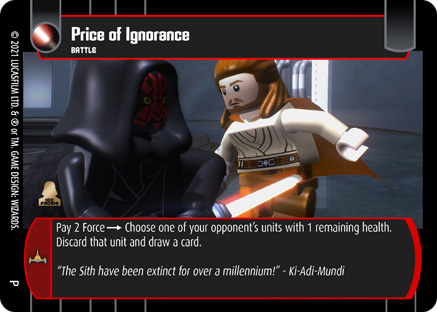 Price of Ignorance
BATTLE
© 2021 LUCASFILM LTD. & ® or TM. GAME DESIGN: WIZARDS.
P
Pay 2 Force → Choose one of your opponent's units with 1 remaining health.
Discard that unit and draw a card.
"The Sith have been extinct for over a millennium!" - Ki-Adi-Mundi